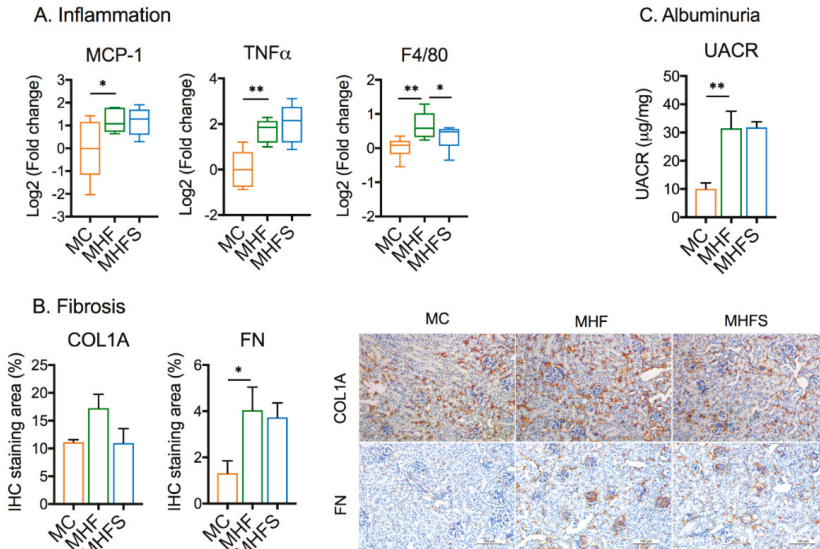 A. Inflammation
MCP-1
Log2 (Fold change)
3
2
1
0
-1
-2
-3
*
MC
MHF
MHFS
TNFα
Log2 (Fold change)
4
2
0
-2
**
MC
MHF
MHFS
F4/80
Log2 (Fold change)
2
1
0
-2
**
*
MC
MHF
MHFS
C. Albuminuria
UACR
UACR (μg/mg)
50
40
30
20
10
0
**
MC
MHF
MHFS
B. Fibrosis
COL1A
IHC staining area (%)
25
20
15
10
5
0
MC
MHF
MHFS
FN
IHC staining area (%)
6
4
2
0
*
MC
MHF
MHFS
MC
MHF
MHFS
COL1A
FN